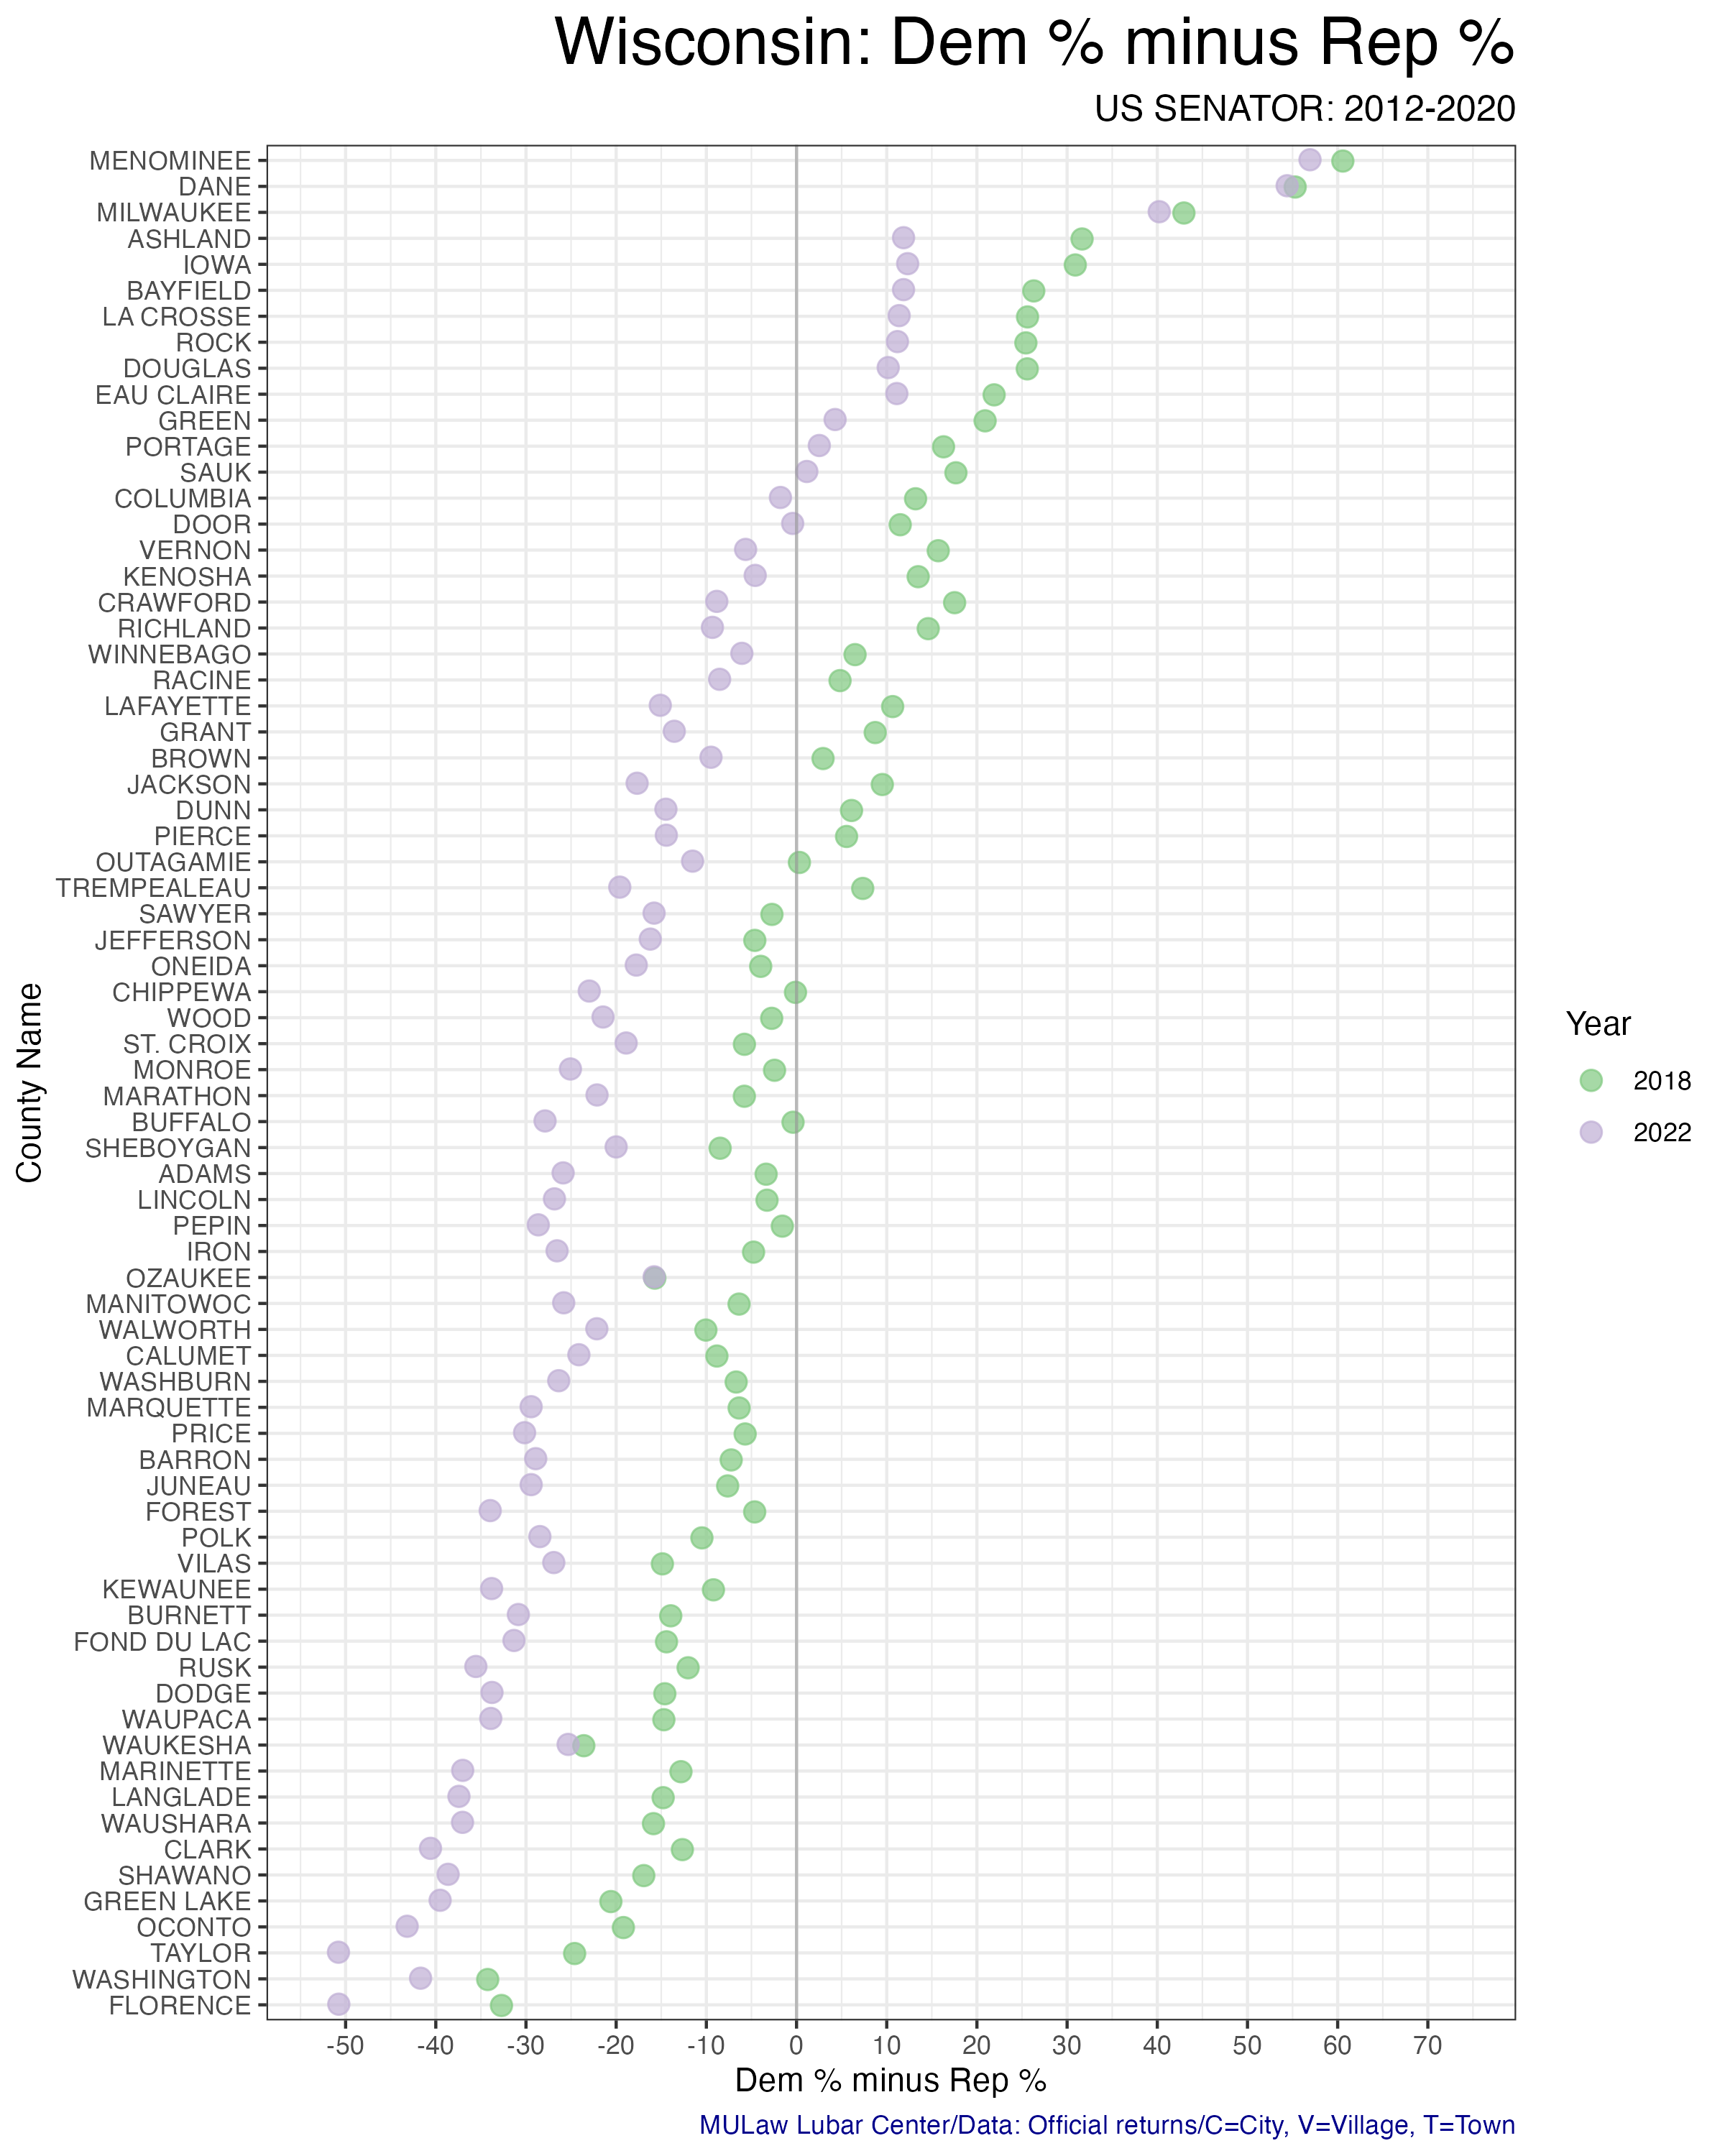 Wisconsin: Dem % minus Rep %
US SENATOR: 2012-2020
County Name
MENOMINEE
DANE
MILWAUKEE
ASHLAND
IOWA
BAYFIELD
LA CROSSE
ROCK
DOUGLAS
EAU CLAIRE
GREEN
PORTAGE
SAUK
COLUMBIA
DOOR
VERNON
KENOSHA
CRAWFORD
RICHLAND
WINNEBAGO
RACINE
LAFAYETTE
GRANT
BROWN
JACKSON
DUNN
PIERCE
OUTAGAMIE
TREMPEALEAU
SAWYER
JEFFERSON
ONEIDA
CHIPPEWA
WOOD
ST. CROIX
MONROE
MARATHON
BUFFALO
SHEBOYGAN
ADAMS
LINCOLN
PEPIN
IRON
OZAUKEE
MANITOWOC
WALWORTH
CALUMET
WASHBURN
MARQUETTE
PRICE
BARRON
JUNEAU
FOREST
POLK
VILAS
KEWAUNEE
BURNETT
FOND DU LAC
RUSK
DODGE
WAUPACA
WAUKESHA
MARINETTE
LANGLADE
WAUSHARA
CLARK
SHAWANO
GREEN LAKE
OCONTO
TAYLOR
WASHINGTON
FLORENCE
-50 -40 -30 -20 -10 0 10 20 30 40 50 60 70
Dem % minus Rep %
Year
2018
2022
MULaw Lubar Center/Data: Official returns/C=City, V=Village, T=Town